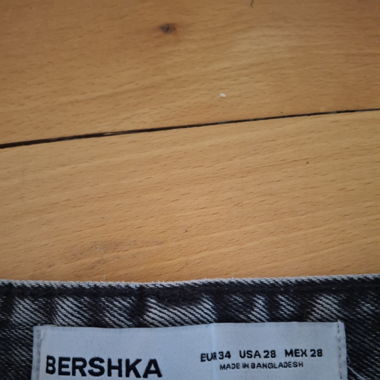 BERSHKA
EUR 34 USA 28 MEX 28
MADE IN BANGLADESH